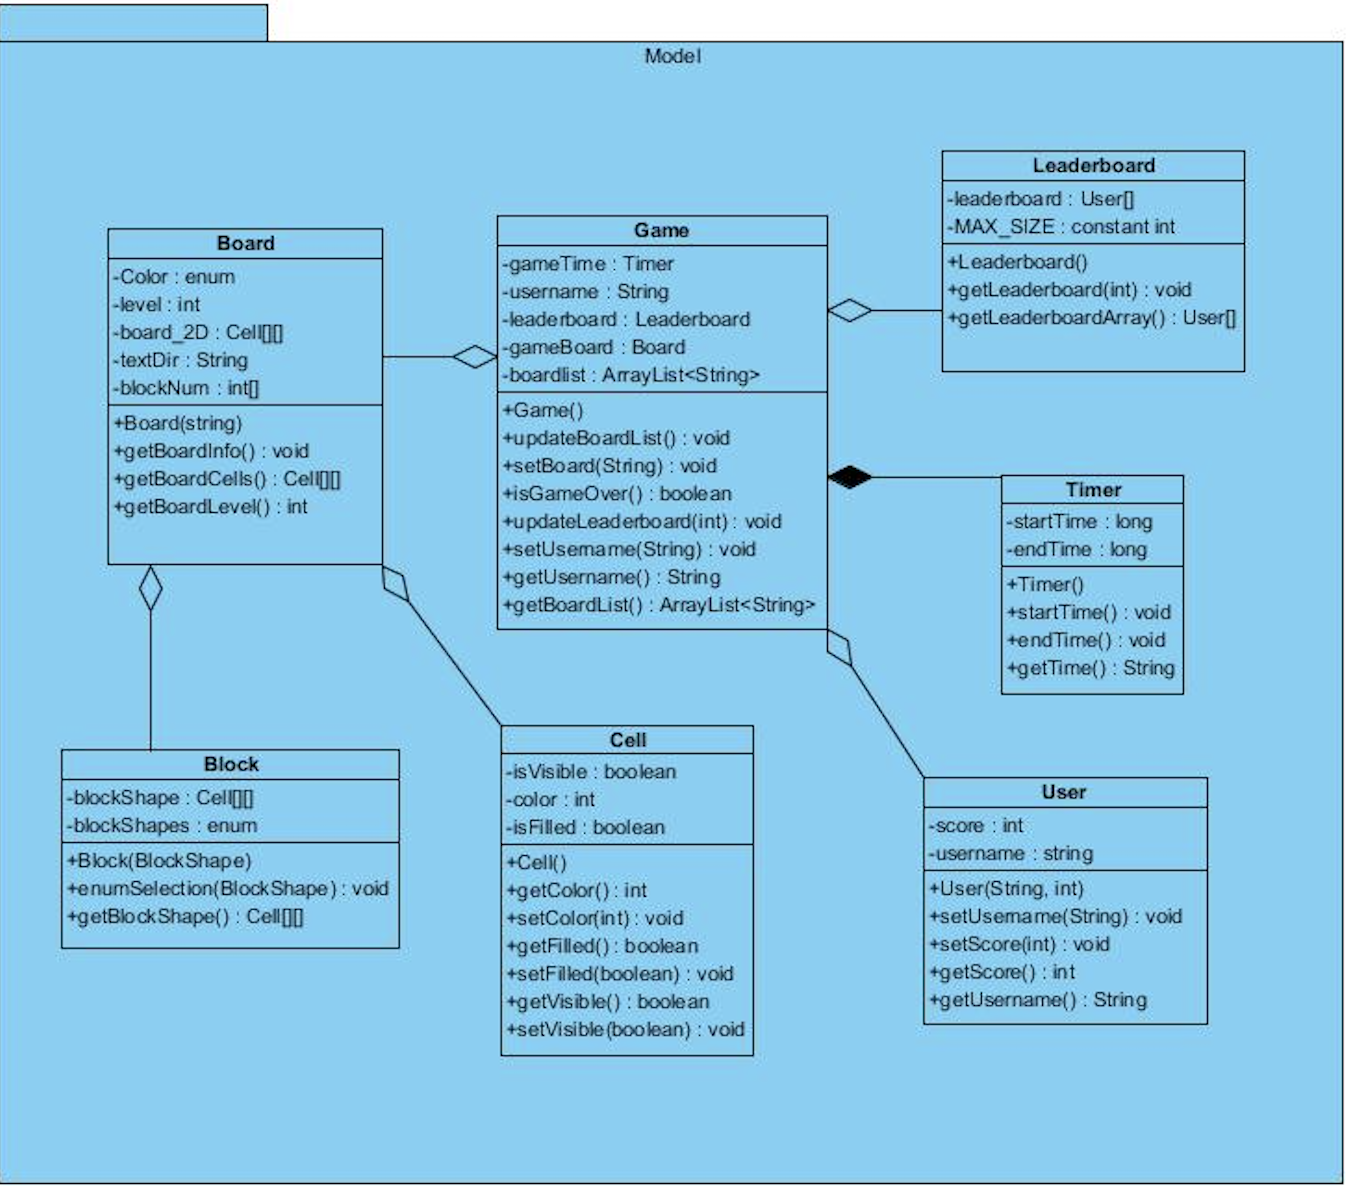 Model
Board
-Color : enum
-level : int
-board_2D : Cell[][]
-textDir : String
-blockNum : int[]
+Board(string)
+getBoardInfo() : void
+getBoardCells() : Cell[][]
+getBoardLevel() : int
Game
-gameTime : Timer
-username : String
-leaderboard : Leaderboard
-gameBoard : Board
-boardlist : ArrayList<String>
+Game()
+updateBoardList() : void
+setBoard(String) : void
+isGameOver() : boolean
+updateLeaderboard(int) : void
+setUsername(String) : void
+getUsername() : String
+getBoardList() : ArrayList<String>
Leaderboard
-leaderboard : User[]
-MAX_SIZE : constant int
+Leaderboard()
+getLeaderboard(int) : void
+getLeaderboardArray() : User[]
Timer
-startTime : long
-endTime : long
+Timer()
+startTime() : void
+endTime() : void
+getTime() : String
Block
-blockShape : Cell[][]
-blockShapes : enum
+Block(BlockShape)
+enumSelection(BlockShape) : void
+getBlockShape() : Cell[][]
Cell
-isVisible : boolean
-color : int
-isFilled : boolean
+Cell()
+getColor() : int
+setColor(int) : void
+getFilled() : boolean
+setFilled(boolean) : void
+getVisible() : boolean
+setVisible(boolean) : void
User
-score : int
-username : string
+User(String, int)
+setUsername(String) : void
+setScore(int) : void
+getScore() : int
+getUsername() : String